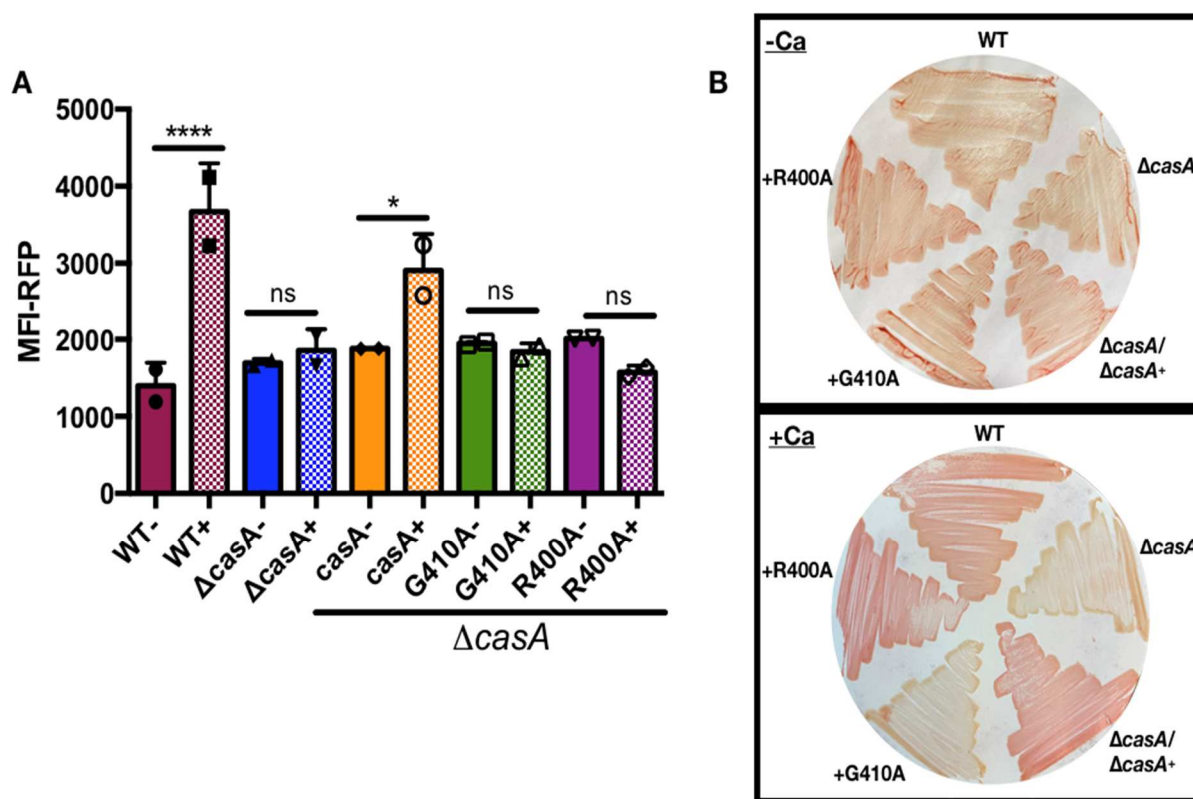 A
5000
4000
3000
2000
1000
0
MFI-RFP
****
ns
*
ns
ns
WT-
WT+
ΔcasA-
ΔcasA+
casA-
casA+
G410A-
G410A+
R400A-
R400A+
ΔcasA
B
-Ca
WT
ΔcasA
+R400A
+G410A
ΔcasA/
ΔcasA+
+Ca
WT
ΔcasA
+R400A
+G410A
ΔcasA/
ΔcasA+